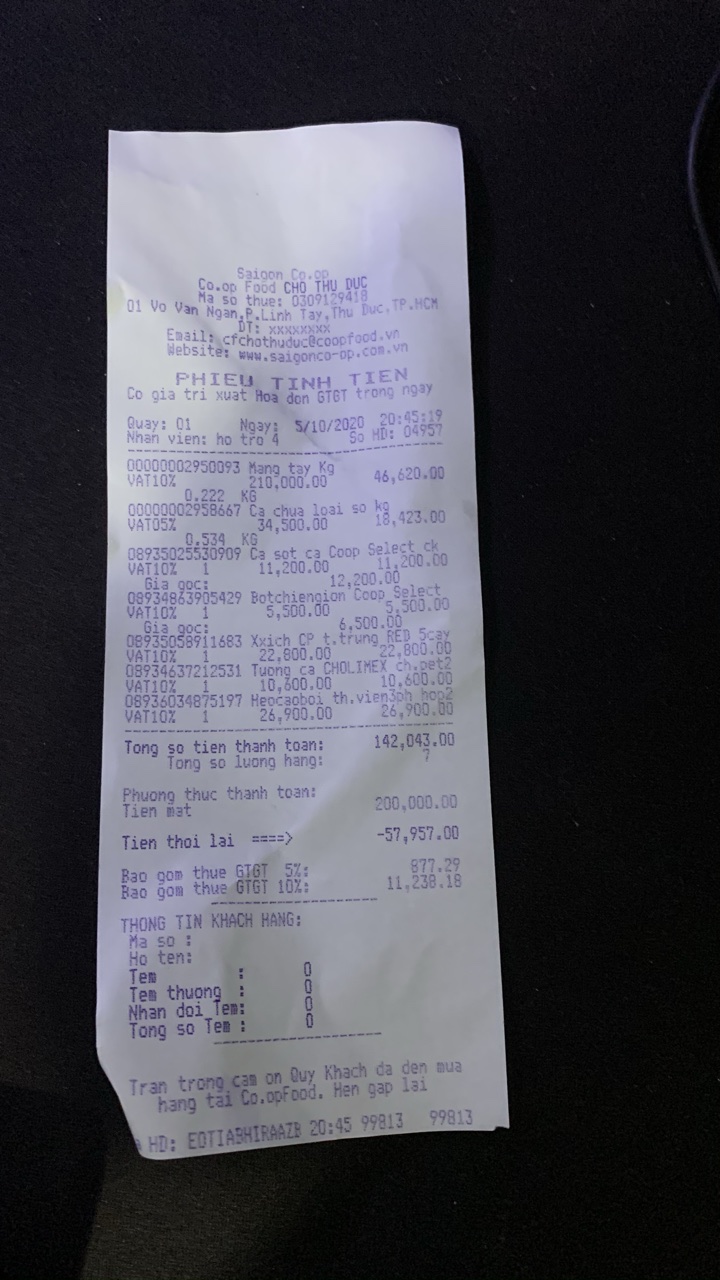 Saigon Co.op
Co.op Food CHO THU DUC
Ma so thue: 0309129418
01 Vo Van Ngan,P.Linh Tay,Thu Duc,TP.HCM
DT: xxxxxxxx
Email: cfchothuduc@coopfood.vn
Website: www.saigonco-op.com.vn
PHIEU TINH TIEN
Co gia tri xuat Hoa don GTGT trong ngay
Quay: 01 Ngay: 5/10/2020 20:45:19
Nhan vien: ho tro 4 So HD: 04957
00000002950093 Mang tay Kg
VAT10% 210,000.00 46,620.00
0.222 KG
00000002958667 Ca chua loai so kg
VAT05% 34,500.00 18,423.00
0.534 KG
08935025530909 Ca sot ca Coop Select ck
VAT10% 1 11,200.00 11,200.00
Gia goc: 12,200.00
08934863905429 Botchiengion Coop Select
VAT10% 1 5,500.00 5,500.00
Gia goc: 6,500.00
08935058911683 Xxich CP t.trung RED 5cay
VAT10% 1 22,800.00 22,800.00
08934637212531 Tuong ca CHOLIMEX ch.pet2
VAT10% 1 10,600.00 10,600.00
08936034875197 Heocaoboi th.vien3ph hop2
VAT10% 1 26,900.00 26,900.00
Tong so tien thanh toan: 142,043.00
Tong so luong hang: 7
Phuong thuc thanh toan:
Tien mat 200,000.00
Tien thoi lai ====> -57,957.00
Bao gom thue GTGT 5%: 877.29
Bao gom thue GTGT 10%: 11,238.18
THONG TIN KHACH HANG:
Ma so :
Ho ten:
Tem : 0
Tem thuong : 0
Nhan doi Tem: 0
Tong so Tem : 0
Tran trong cam on Quy Khach da den mua
hang tai Co.opFood. Hen gap lai
HD: EOTIABHIRAAZB 20:45 99813 99813